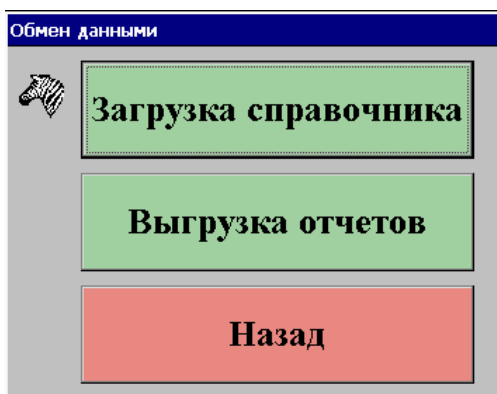 Обмен данными
Загрузка справочника
Выгрузка отчетов
Назад